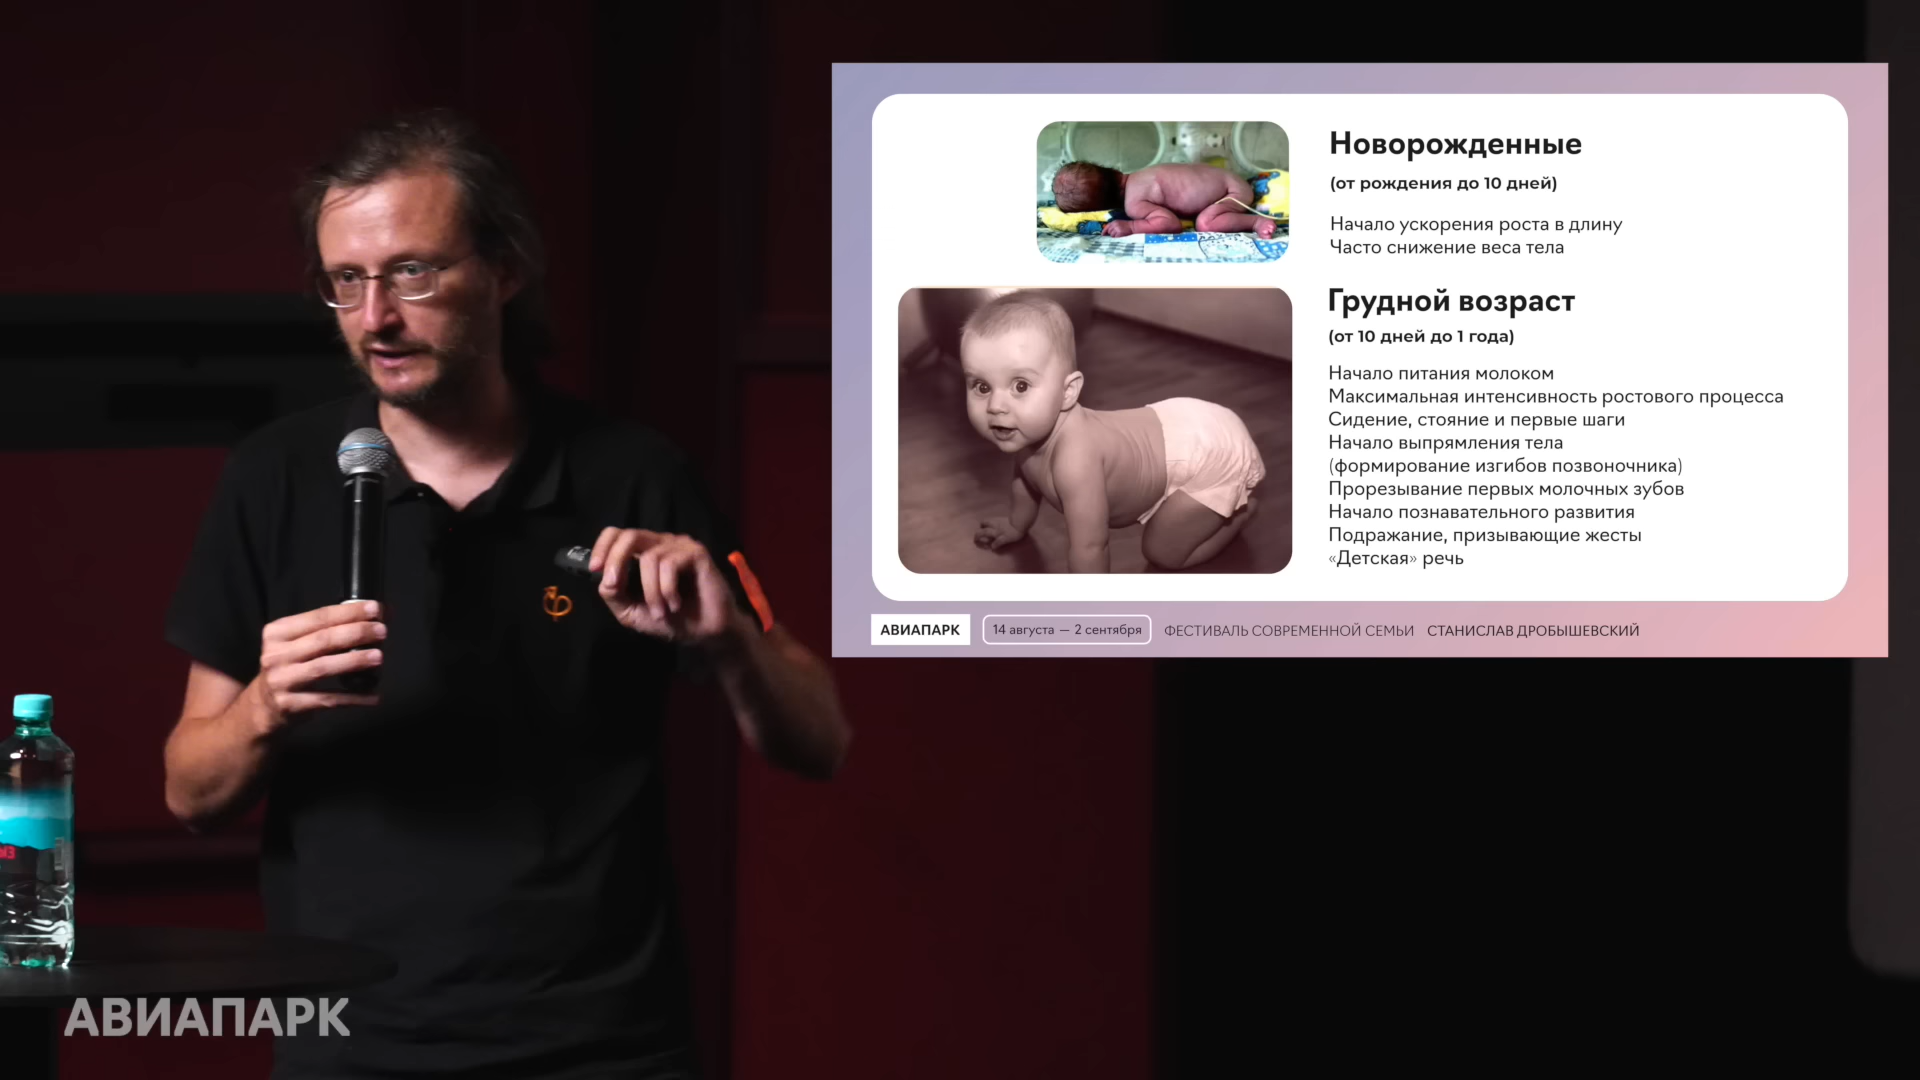 Новорожденные
(от рождения до 10 дней)
Начало ускорения роста в длину
Часто снижение веса тела
Грудной возраст
(от 10 дней до 1 года)
Начало питания молоком
Максимальная интенсивность ростового процесса
Сидение, стояние и первые шаги
Начало выпрямления тела
(формирование изгибов позвоночника)
Прорезывание первых молочных зубов
Начало познавательного развития
Подражание, призывающие жесты
«Детская» речь
АВИАПАРК
14 августа — 2 сентября
ФЕСТИВАЛЬ СОВРЕМЕННОЙ СЕМЬИ
СТАНИСЛАВ ДРОБЫШЕВСКИЙ
АВИАПАРК